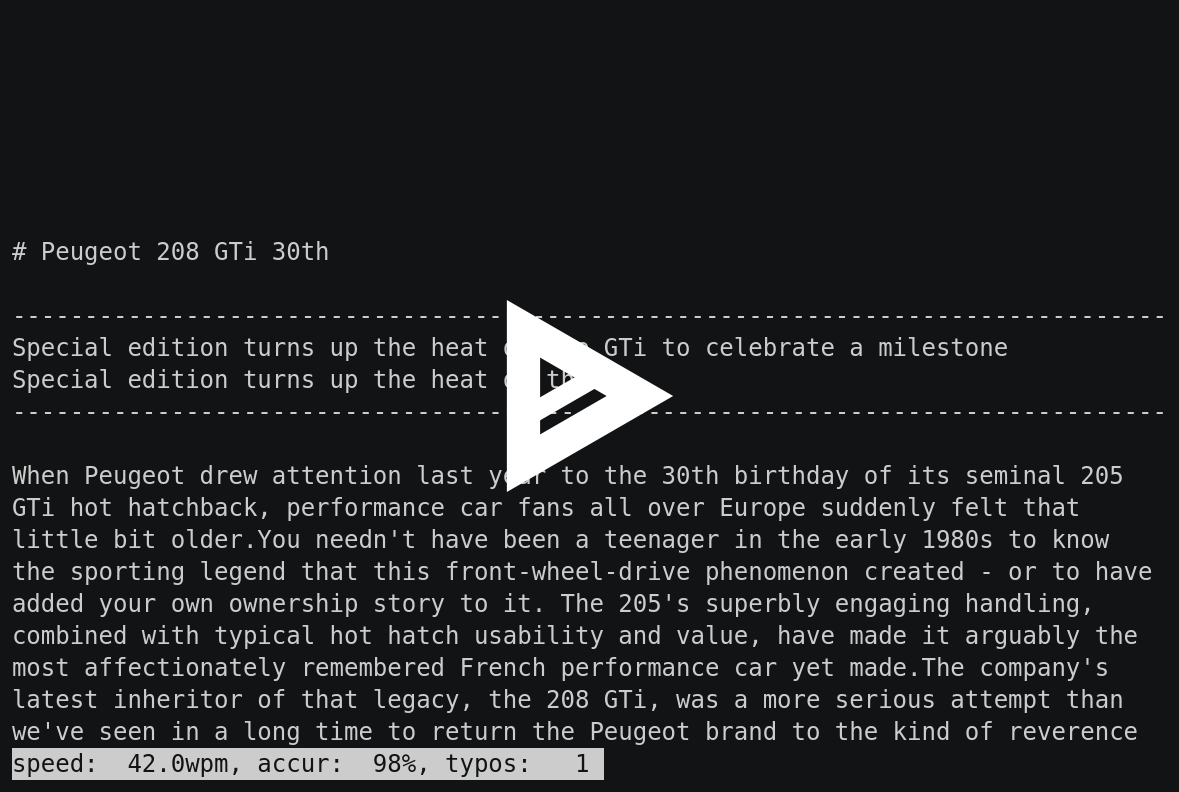 # Peugeot 208 GTi 30th
--------------------------------------------------------------------------------
Special edition turns up the heat GTi to celebrate a milestone
Special edition turns up the heat
--------------------------------------------------------------------------------
When Peugeot drew attention last year to the 30th birthday of its seminal 205
GTi hot hatchback, performance car fans all over Europe suddenly felt that
little bit older.You needn't have been a teenager in the early 1980s to know
the sporting legend that this front-wheel-drive phenomenon created - or to have
added your own ownership story to it. The 205's superbly engaging handling,
combined with typical hot hatch usability and value, have made it arguably the
most affectionately remembered French performance car yet made.The company's
latest inheritor of that legacy, the 208 GTi, was a more serious attempt than
we've seen in a long time to return the Peugeot brand to the kind of reverence
speed:  42.0wpm, accur:  98%, typos:   1